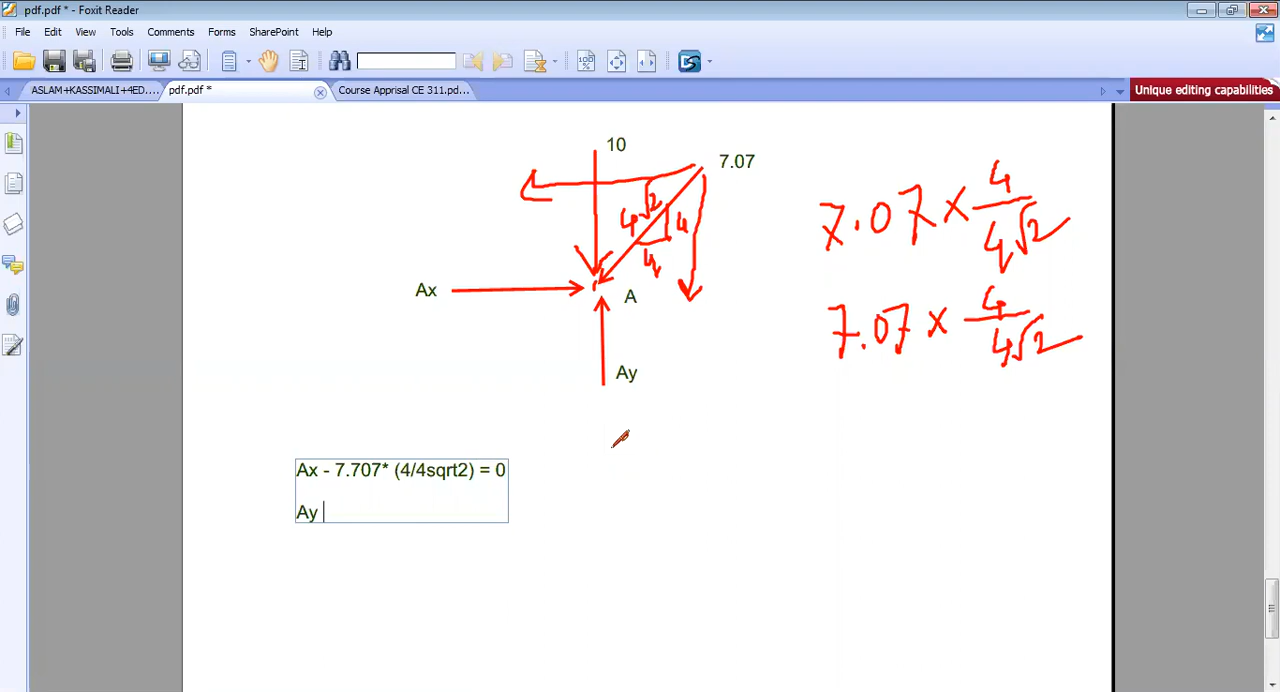 pdf.pdf * - Foxit Reader
File Edit View Tools Comments Forms SharePoint Help
ASLAM+KASSIMALI+4ED.... pdf.pdf * Course Apprisal CE 311.pd... Unique editing capabilities
10
7.07
4√2
4
4
7.07 × 4/4√2
Ax
A
7.07 × 4/4√2
Ay
Ax - 7.707* (4/4sqrt2) = 0
Ay